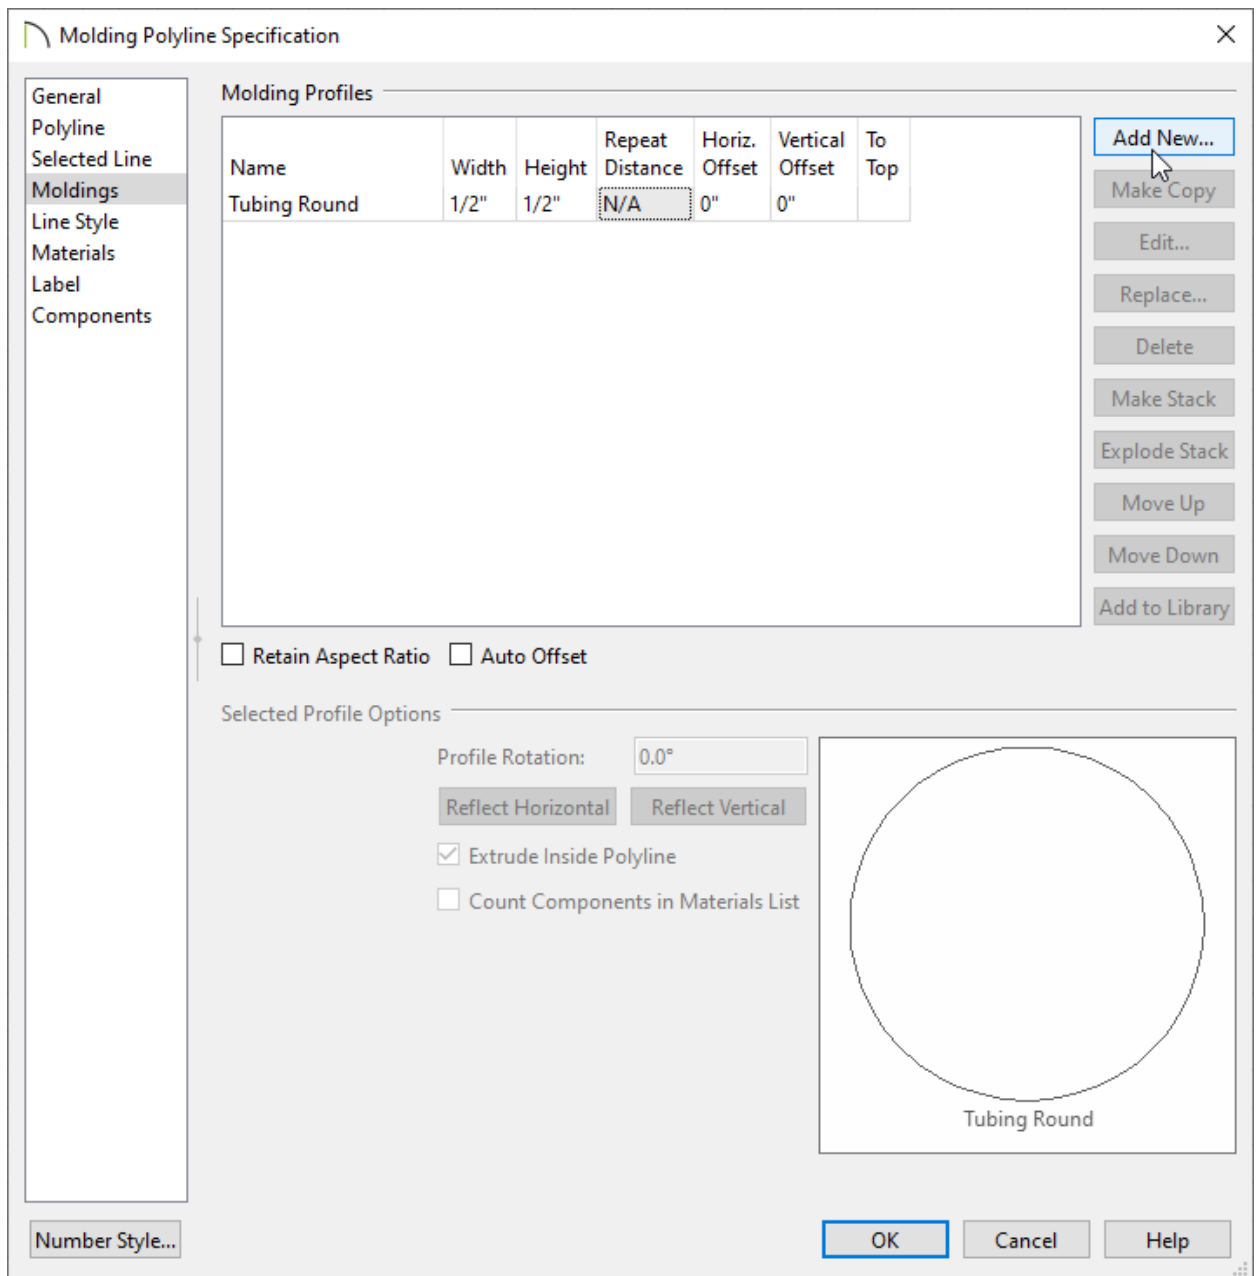 Molding Polyline Specification
General
Polyline
Selected Line
Moldings
Line Style
Materials
Label
Components
Molding Profiles
Name Width Height Repeat Distance Horiz. Offset Vertical Offset To Top
Tubing Round 1/2" 1/2" N/A 0" 0"
Add New...
Make Copy
Edit...
Replace...
Delete
Make Stack
Explode Stack
Move Up
Move Down
Add to Library
Retain Aspect Ratio Auto Offset
Selected Profile Options
Profile Rotation: 0.0°
Reflect Horizontal Reflect Vertical
Extrude Inside Polyline
Count Components in Materials List
Tubing Round
Number Style... OK Cancel Help